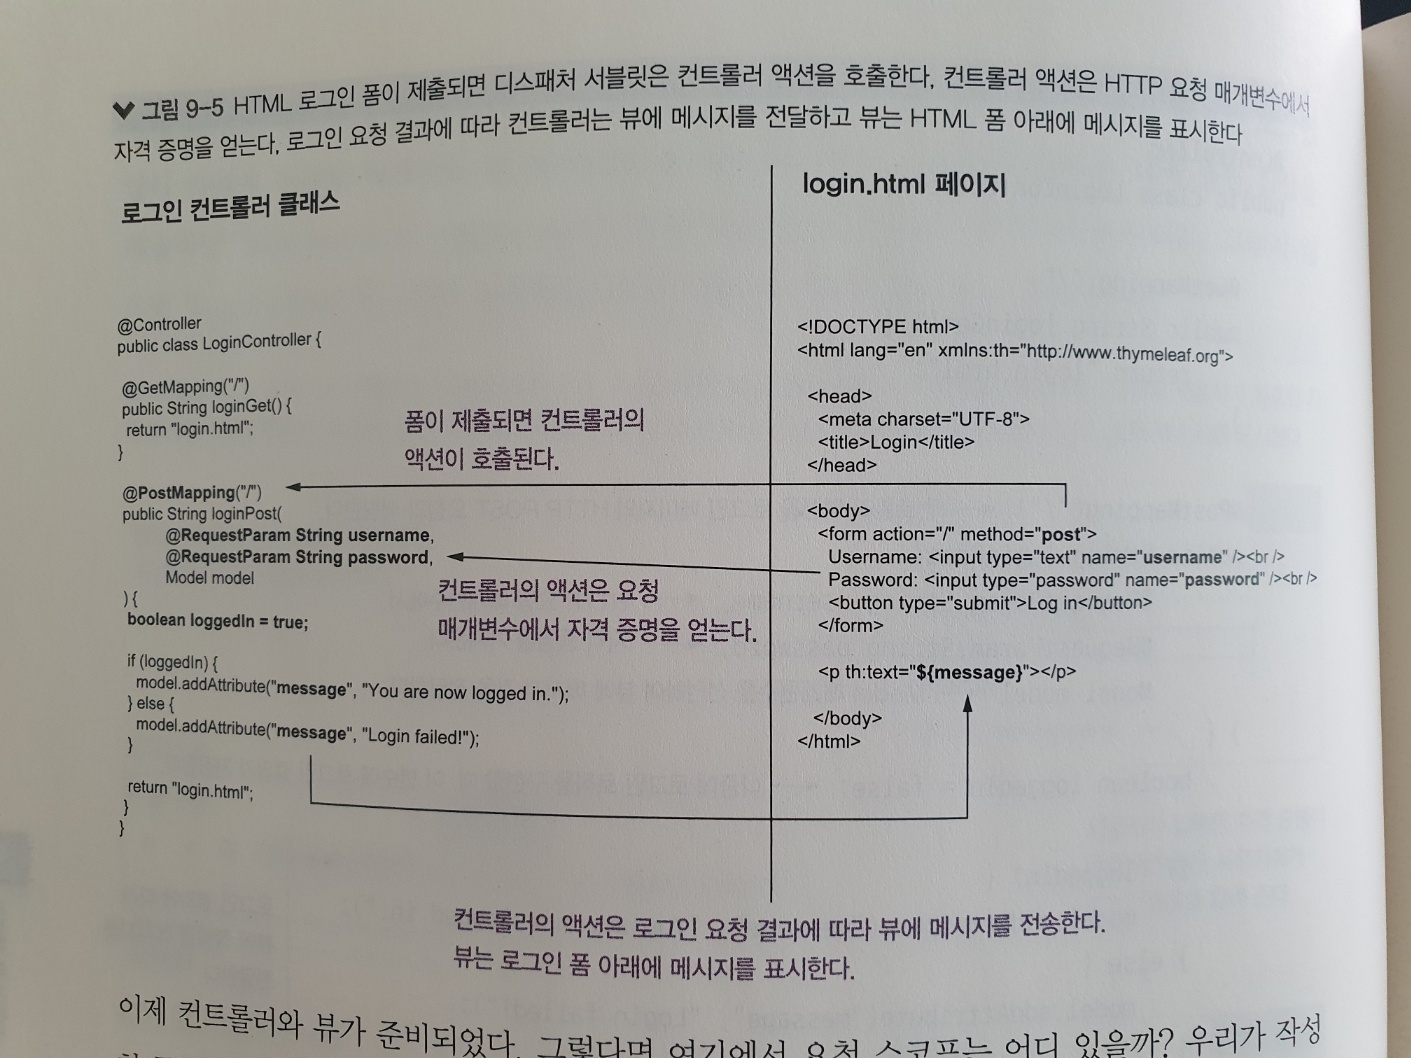 그림 9-5 HTML 로그인 폼이 제출되면 디스패처 서블릿은 컨트롤러 액션을 호출한다. 컨트롤러 액션은 HTTP 요청 매개변수에서
자격 증명을 얻는다. 로그인 요청 결과에 따라 컨트롤러는 뷰에 메시지를 전달하고 뷰는 HTML 폼 아래에 메시지를 표시한다
로그인 컨트롤러 클래스
@Controller
public class LoginController {
@GetMapping("/")
public String loginGet() {
return "login.html";
}
@PostMapping("/")
public String loginPost(
@RequestParam String username,
@RequestParam String password,
Model model
) {
boolean loggedIn = true;
if (loggedIn) {
model.addAttribute("message", "You are now logged in.");
} else {
model.addAttribute("message", "Login failed!");
}
return "login.html";
}
}
폼이 제출되면 컨트롤러의
액션이 호출된다.
컨트롤러의 액션은 요청
매개변수에서 자격 증명을 얻는다.
login.html 페이지
<!DOCTYPE html>
<html lang="en" xmlns:th="http://www.thymeleaf.org">
<head>
<meta charset="UTF-8">
<title>Login</title>
</head>
<body>
<form action="/" method="post">
Username: <input type="text" name="username" /><br />
Password: <input type="password" name="password" /><br />
<button type="submit">Log in</button>
</form>
<p th:text="${message}"></p>
</body>
</html>
컨트롤러의 액션은 로그인 요청 결과에 따라 뷰에 메시지를 전송한다.
뷰는 로그인 폼 아래에 메시지를 표시한다.
이제 컨트롤러와 뷰가 준비되었다. 그렇다면 여기에서 요청 스코프는 어디 있을까? 우리가 작성